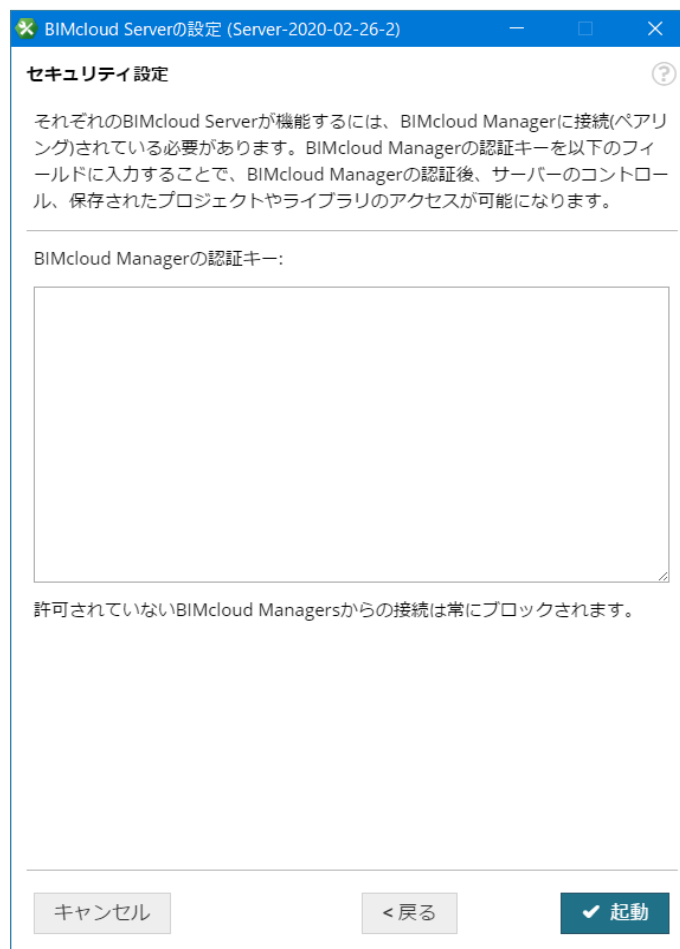 BIMcloud Serverの設定 (Server-2020-02-26-2)
セキュリティ設定
?
それぞれのBIMcloud Serverが機能するには、BIMcloud Managerに接続(ペアリ
ング)されている必要があります。BIMcloud Managerの認証キーを以下のフィ
ールドに入力することで、BIMcloud Managerの認証後、サーバーのコントロー
ル、保存されたプロジェクトやライブラリのアクセスが可能になります。
BIMcloud Managerの認証キー:
許可されていないBIMcloud Managersからの接続は常にブロックされます。
キャンセル
<戻る
起動